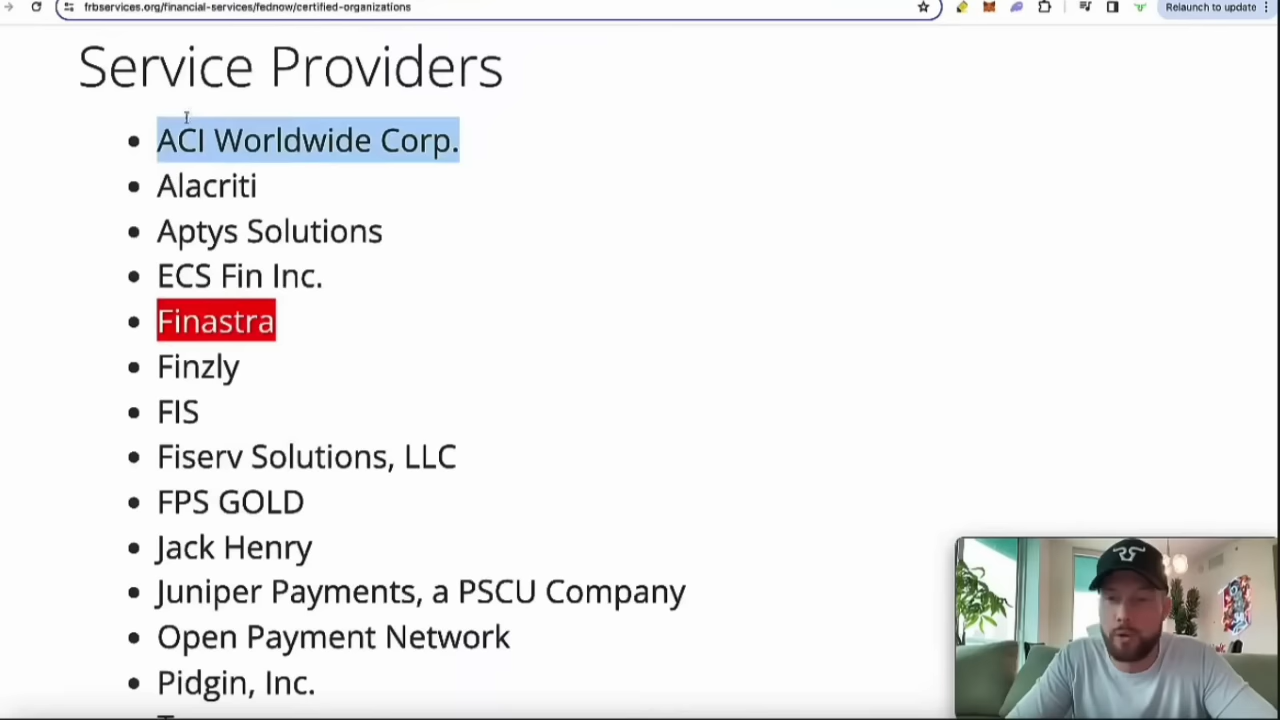 frbservices.org/financial-services/fednow/certified-organizations
Relaunch to update
Service Providers
ACI Worldwide Corp.
Alacriti
Aptys Solutions
ECS Fin Inc.
Finastra
Finzly
FIS
Fiserv Solutions, LLC
FPS GOLD
Jack Henry
Juniper Payments, a PSCU Company
Open Payment Network
Pidgin, Inc.